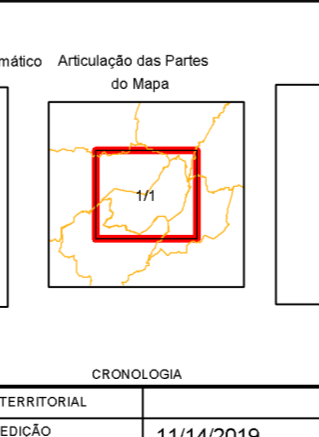 mático Articulação das Partes
do Mapa
1/1
CRONOLOGIA
TERRITORIAL
EDIÇÃO 11/14/2019